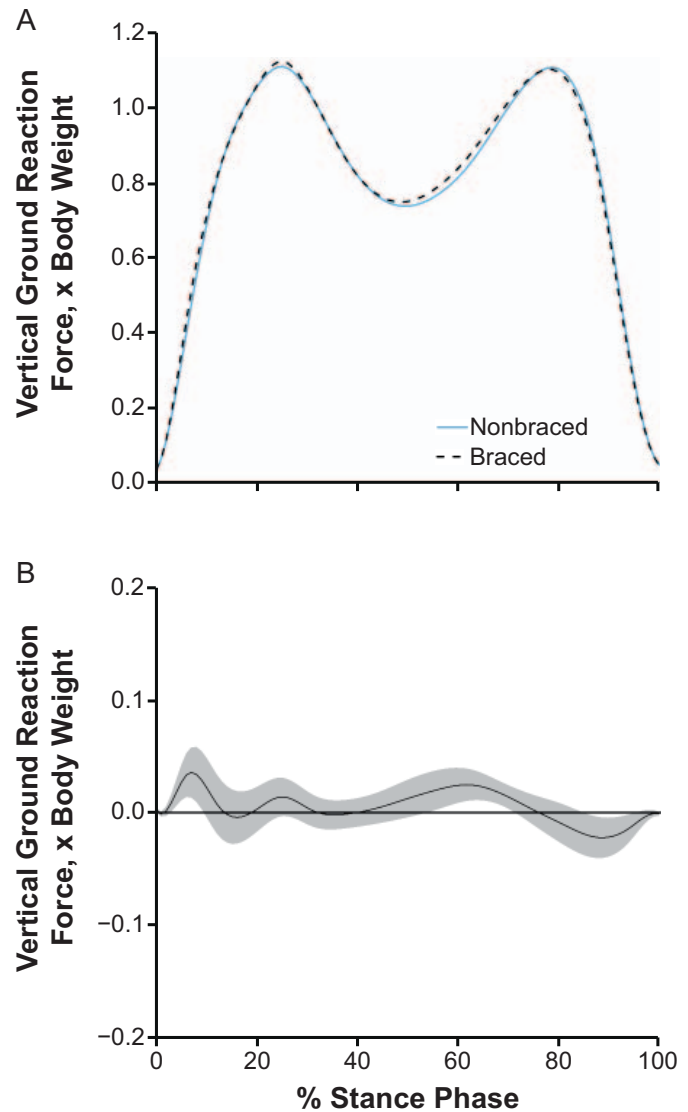 A
Vertical Ground Reaction
Force, x Body Weight
1.2
1.0
0.8
0.6
0.4
0.2
0.0
Nonbraced
Braced
B
Vertical Ground Reaction
Force, x Body Weight
0.2
0.1
0.0
−0.1
−0.2
0 20 40 60 80 100
% Stance Phase